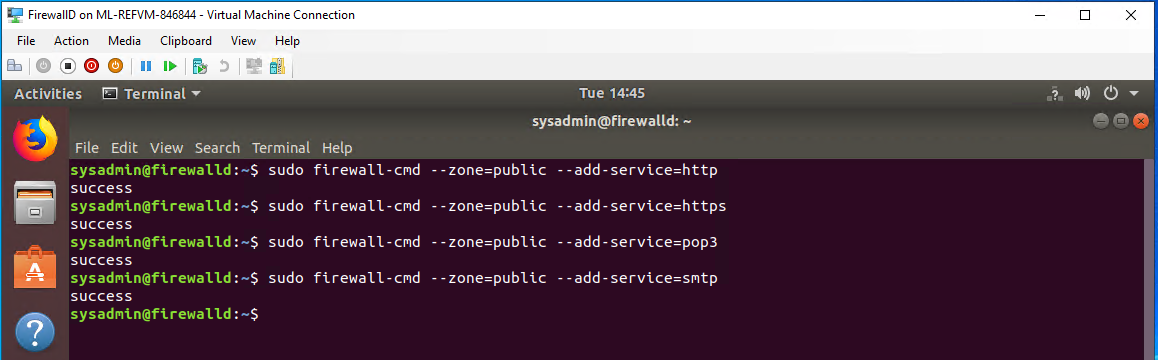 FirewallD on ML-REFVM-846844 - Virtual Machine Connection
File Action Media Clipboard View Help
Activities Terminal Tue 14:45
sysadmin@firewalld: ~
File Edit View Search Terminal Help
sysadmin@firewalld:~$ sudo firewall-cmd --zone=public --add-service=http
success
sysadmin@firewalld:~$ sudo firewall-cmd --zone=public --add-service=https
success
sysadmin@firewalld:~$ sudo firewall-cmd --zone=public --add-service=pop3
success
sysadmin@firewalld:~$ sudo firewall-cmd --zone=public --add-service=smtp
success
sysadmin@firewalld:~$